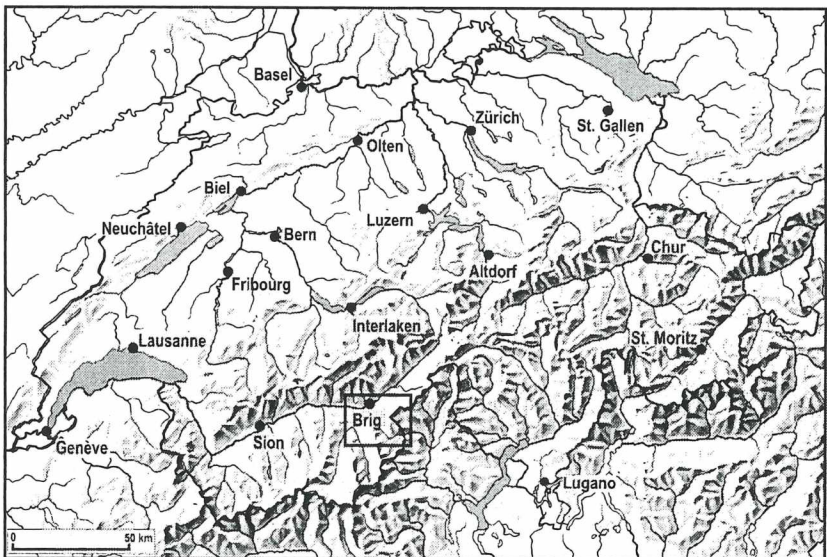 Basel
Zürich
St. Gallen
Olten
Biel
Luzern
Neuchâtel
Bern
Chur
Altdorf
Fribourg
Interlaken
Lausanne
St. Moritz
Brig
Sion
Genève
Lugano
0 50 km